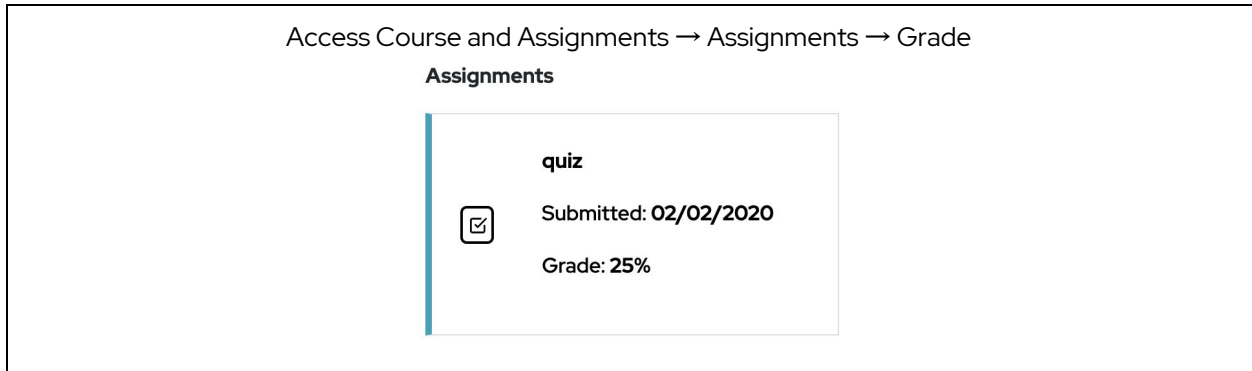 Access Course and Assignments → Assignments → Grade
Assignments
quiz
Submitted: 02/02/2020
Grade: 25%